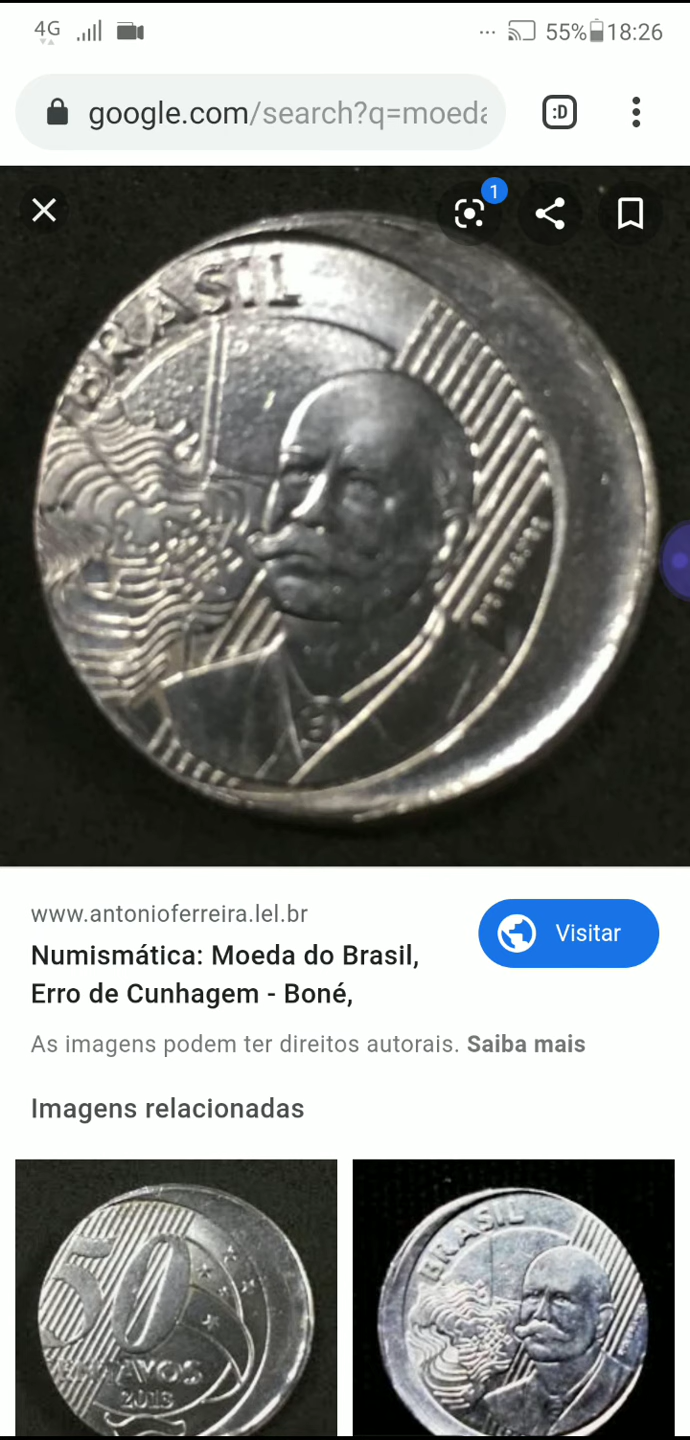 4G
55% 18:26
google.com/search?q=moeda
:D
1
BRASIL
www.antonioferreira.lel.br
Visitar
Numismática: Moeda do Brasil,
Erro de Cunhagem - Boné,
As imagens podem ter direitos autorais. Saiba mais
Imagens relacionadas
50
2013
BRASIL